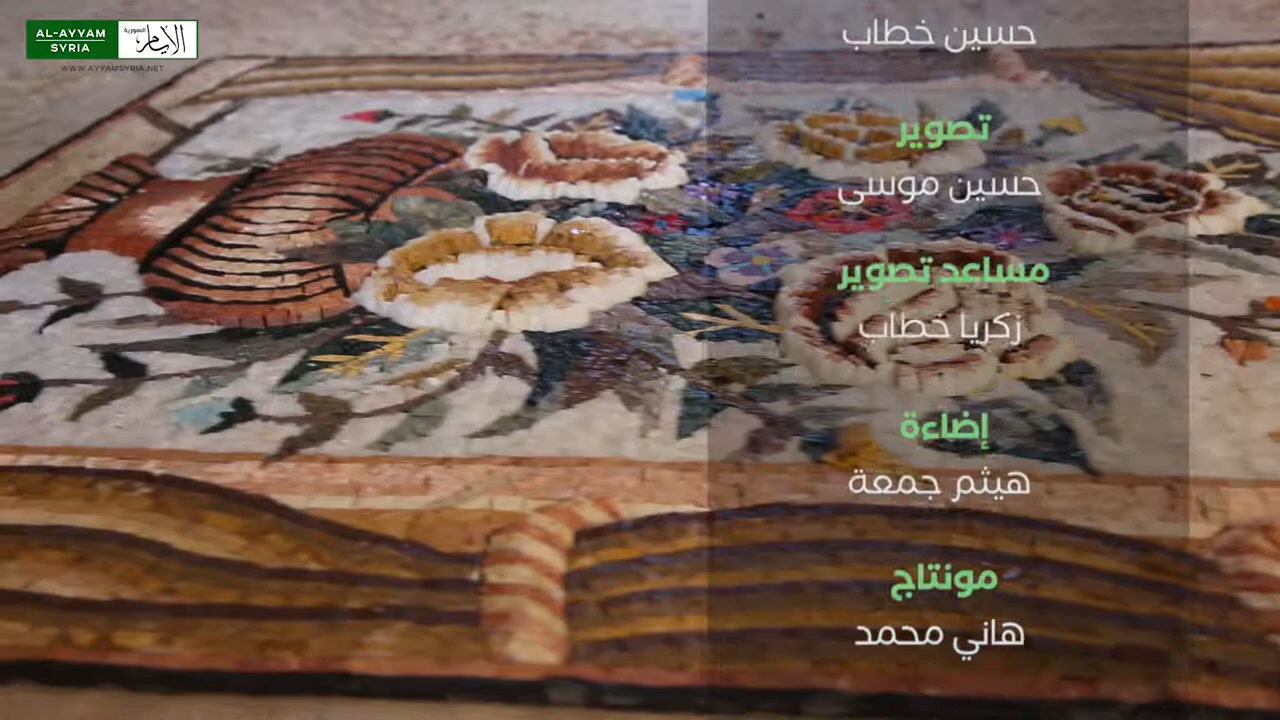 AL-AYYAM
SYRIA
الأيام
السورية
WWW.AYYAMSYRIA.NET
حسين خطاب
تصوير
حسين موسى
مساعد تصوير
زكريا خطاب
إضاءة
هيثم جمعة
مونتاج
هاني محمد